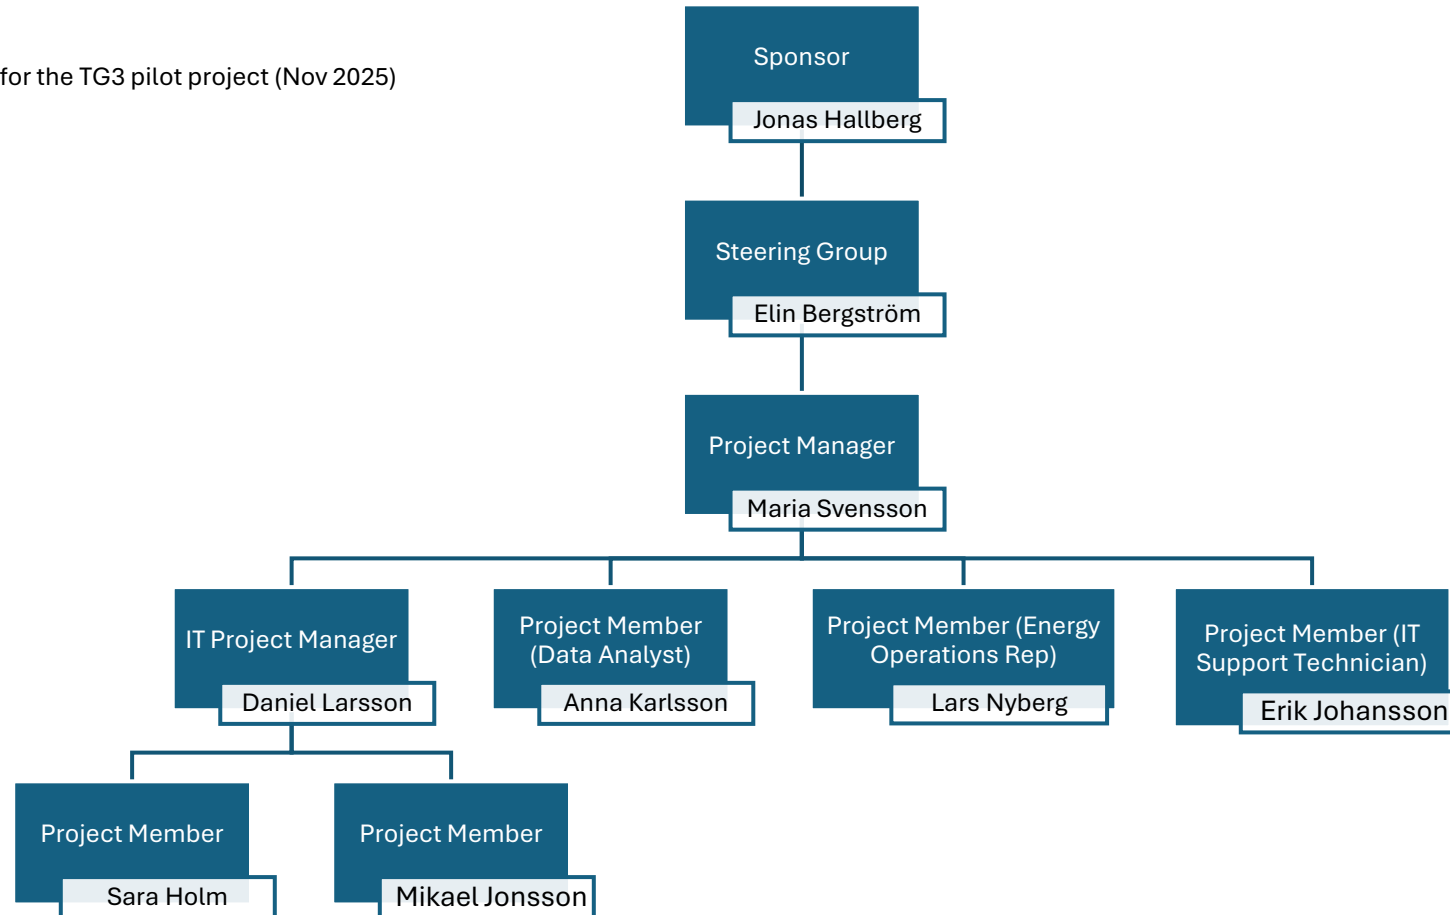 for the TG3 pilot project (Nov 2025)
Sponsor
Jonas Hallberg
Steering Group
Elin Bergström
Project Manager
Maria Svensson
IT Project Manager
Daniel Larsson
Project Member
(Data Analyst)
Anna Karlsson
Project Member (Energy
Operations Rep)
Lars Nyberg
Project Member (IT
Support Technician)
Erik Johansson
Project Member
Sara Holm
Project Member
Mikael Jonsson